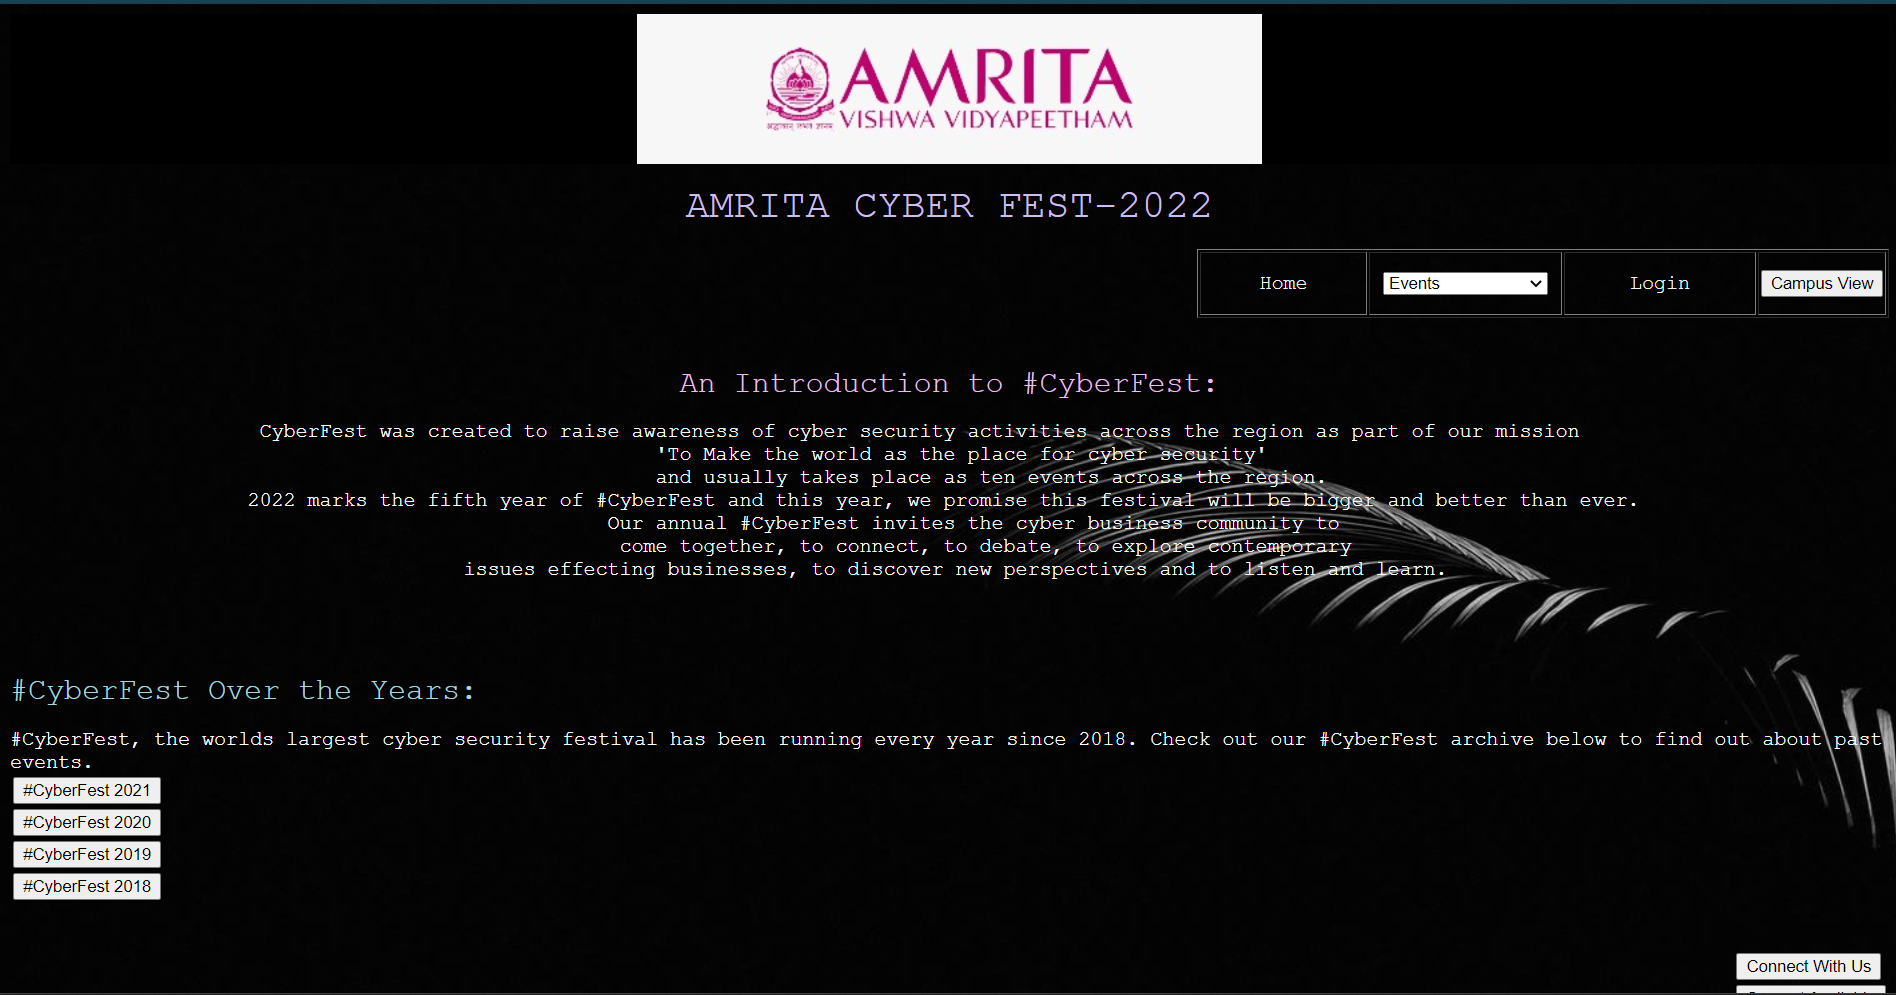 AMRITA
VISHWA VIDYAPEETHAM
AMRITA CYBER FEST-2022
Home Events Login Campus View
An Introduction to #CyberFest:
CyberFest was created to raise awareness of cyber security activities across the region as part of our mission
'To Make the world as the place for cyber security'
and usually takes place as ten events across the region.
2022 marks the fifth year of #CyberFest and this year, we promise this festival will be bigger and better than ever.
Our annual #CyberFest invites the cyber business community to
come together, to connect, to debate, to explore contemporary
issues effecting businesses, to discover new perspectives and to listen and learn.
#CyberFest Over the Years:
#CyberFest, the worlds largest cyber security festival has been running every year since 2018. Check out our #CyberFest archive below to find out about past
events.
#CyberFest 2021
#CyberFest 2020
#CyberFest 2019
#CyberFest 2018
Connect With Us